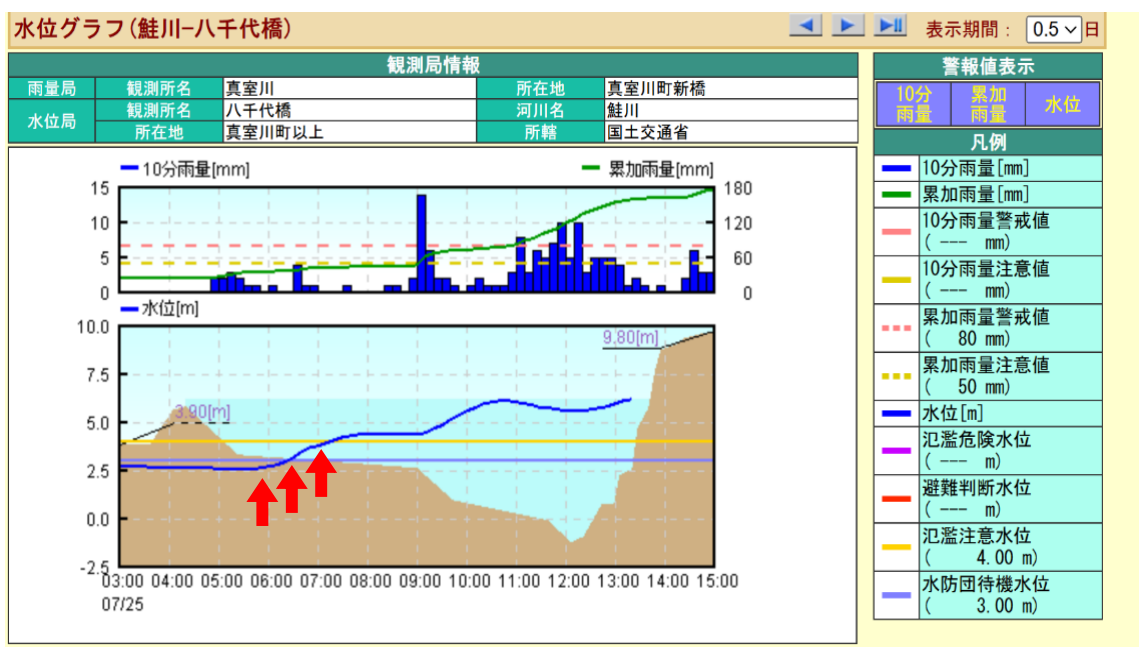 水位グラフ(鮭川-八千代橋)
表示期間： 0.5 日
観測局情報
雨量局 観測所名 真室川 所在地 真室川町新橋
水位局 観測所名 八千代橋 河川名 鮭川
所在地 真室川町以上 所轄 国土交通省
10分雨量[mm] 累加雨量[mm]
15 180
10 120
5 60
0 0
水位[m]
10.0
9.80[m]
7.5
3.90[m]
5.0
2.5
0.0
-2.5
03:00 04:00 05:00 06:00 07:00 08:00 09:00 10:00 11:00 12:00 13:00 14:00 15:00
07/25
警報値表示
10分雨量 累加雨量 水位
凡例
10分雨量[mm]
累加雨量[mm]
10分雨量警戒値
( --- mm)
10分雨量注意値
( --- mm)
累加雨量警戒値
( 80 mm)
累加雨量注意値
( 50 mm)
水位[m]
氾濫危険水位
( --- m)
避難判断水位
( --- m)
氾濫注意水位
( 4.00 m)
水防団待機水位
( 3.00 m)